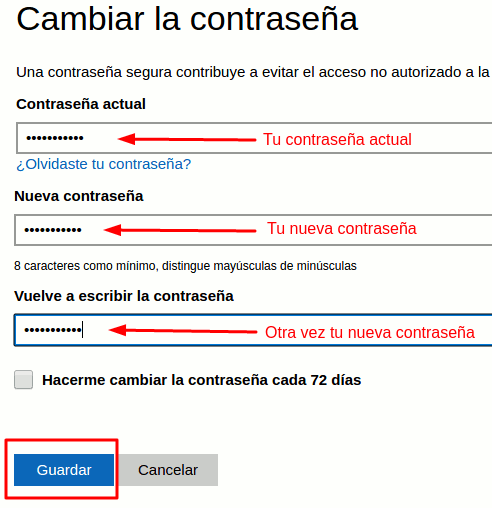 Cambiar la contraseña
Una contraseña segura contribuye a evitar el acceso no autorizado a la
Contraseña actual
••••••••••• Tu contraseña actual
¿Olvidaste tu contraseña?
Nueva contraseña
••••••••••• Tu nueva contraseña
8 caracteres como mínimo, distingue mayúsculas de minúsculas
Vuelve a escribir la contraseña
••••••••••• Otra vez tu nueva contraseña
Hacerme cambiar la contraseña cada 72 días
Guardar Cancelar